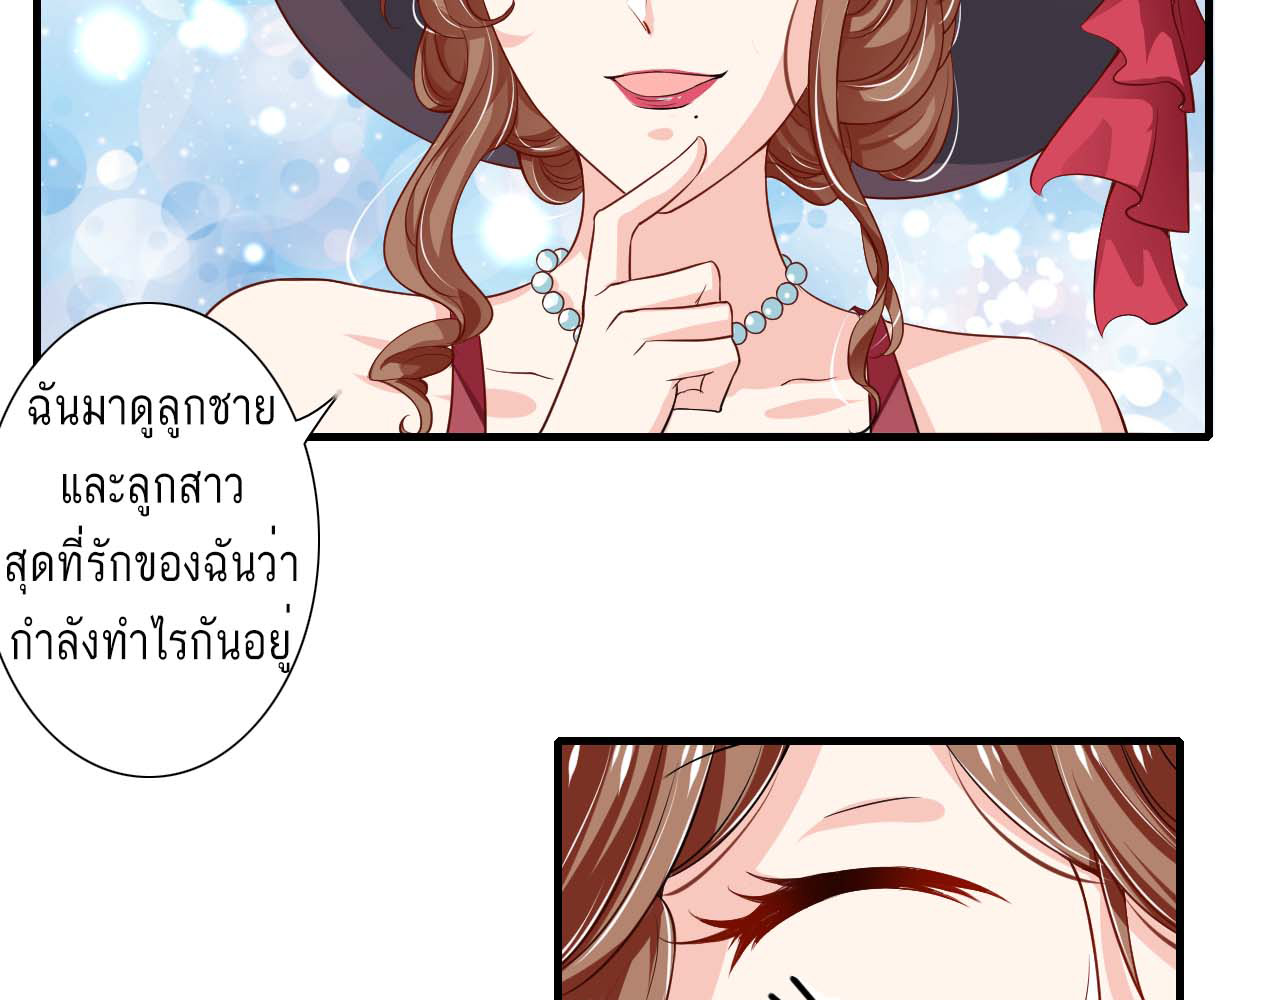 ฉันมาดูลูกชาย
และลูกสาว
สุดที่รักของฉันว่า
กำลังทำไรกันอยู่